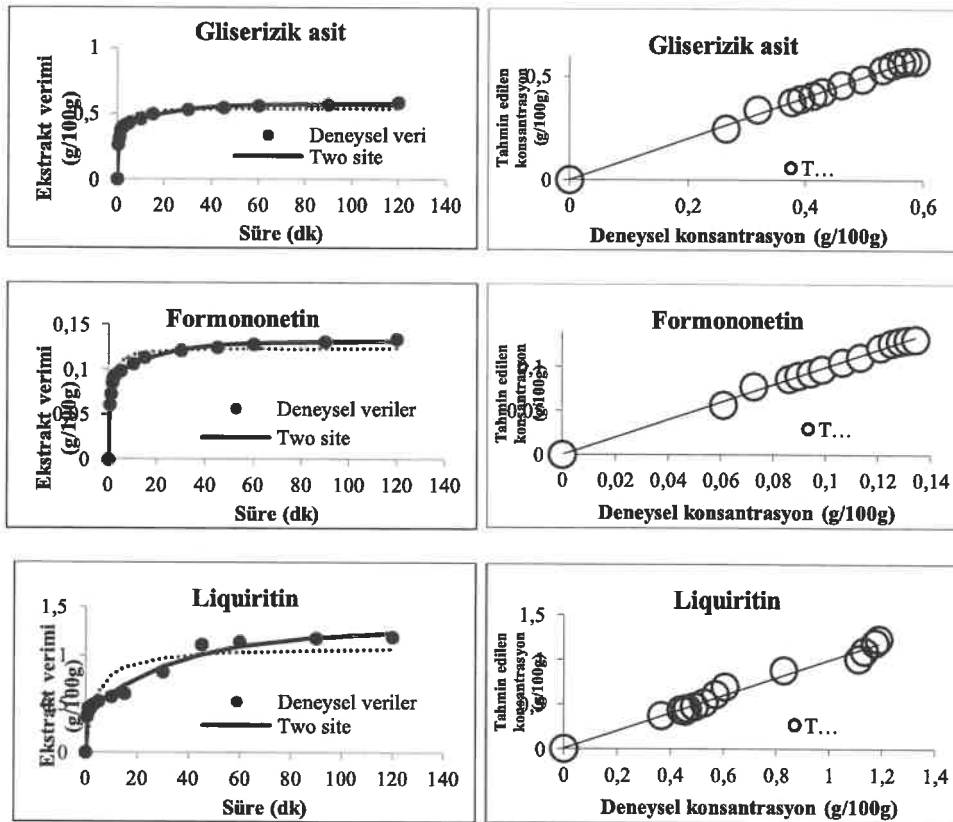 Gliserizik asit
Ekstrakt verimi
(g/100g)
1
0,5
0
Deneysel veri
Two site
0 20 40 60 80 100 120 140
Süre (dk)
Gliserizik asit
Tahmin edilen
konsantrasyon
(g/100g)
0,5
0
T...
0 0,2 0,4 0,6
Deneysel konsantrasyon (g/100g)
Formononetin
Ekstrakt verimi
(g/100g)
0,15
0,1
0,05
0
Deneysel veriler
Two site
0 20 40 60 80 100 120 140
Süre (dk)
Formononetin
Tahmin edilen
konsantrasyon
(g/100g)
0,1
0,05
0
T...
0 0,02 0,04 0,06 0,08 0,1 0,12 0,14
Deneysel konsantrasyon (g/100g)
Liquiritin
Ekstrakt verimi
(g/100g)
1,5
1
0
Deneysel veriler
Two site
0 20 40 60 80 100 120 140
Süre (dk)
Liquiritin
Tahmin edilen
konsantrasyon
(g/100g)
1,5
1
0
T...
0 0,2 0,4 0,6 0,8 1 1,2 1,4
Deneysel konsantrasyon (g/100g)